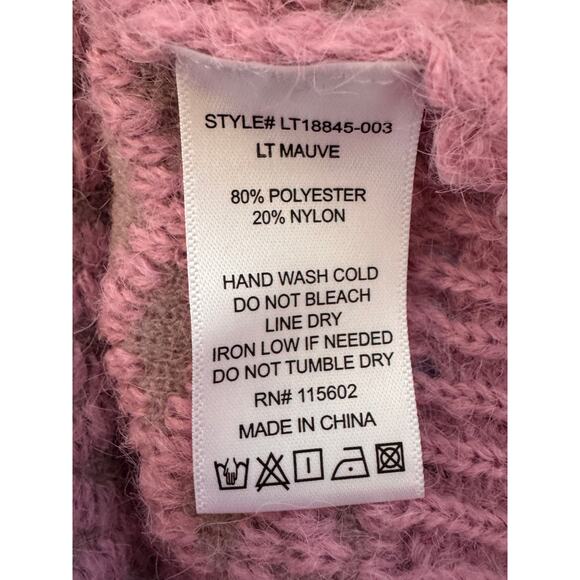 STYLE# LT18845-003
LT MAUVE
80% POLYESTER
20% NYLON
HAND WASH COLD
DO NOT BLEACH
LINE DRY
IRON LOW IF NEEDED
DO NOT TUMBLE DRY
RN# 115602
MADE IN CHINA